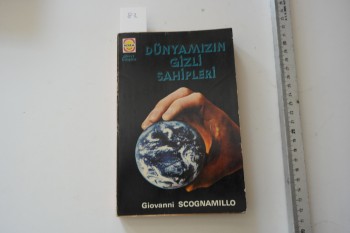 DÜNYAMIZIN
GİZLİ
SAHİPLERİ
Giovanni SCOGNAMILLO